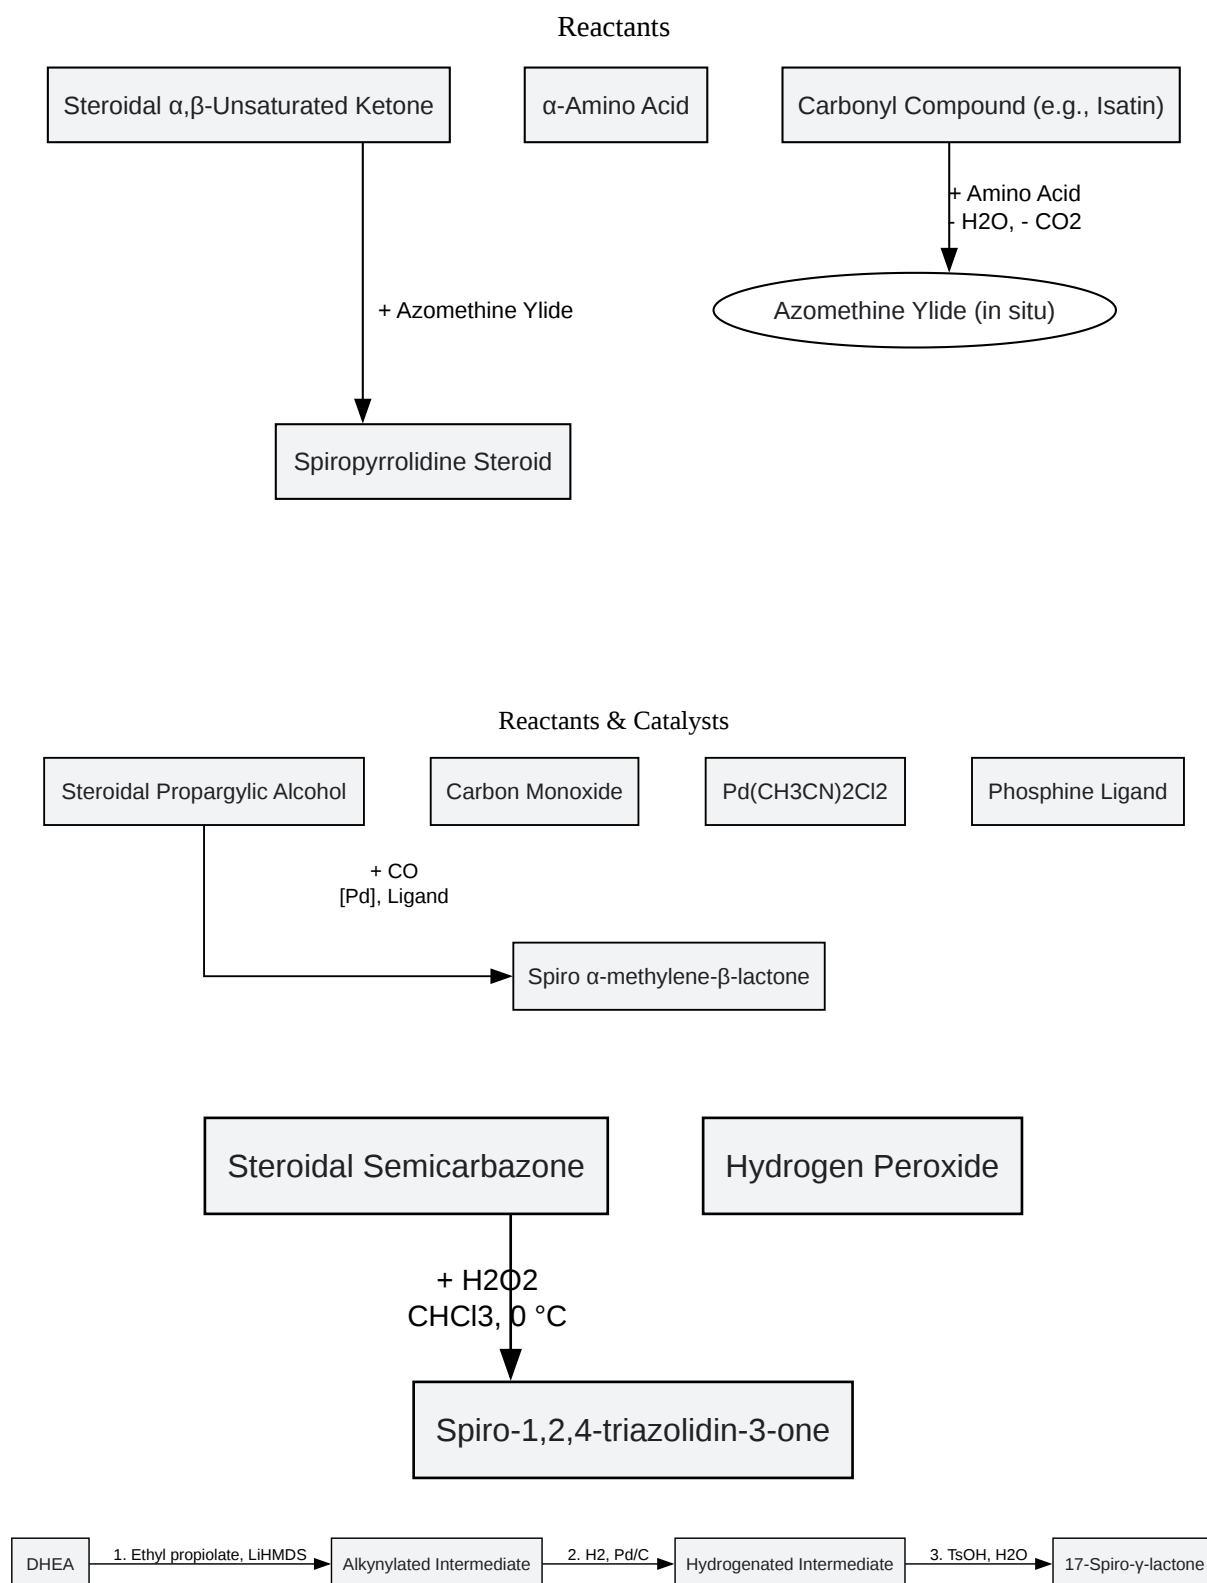 Reactants
Steroidal α,β-Unsaturated Ketone
α-Amino Acid
Carbonyl Compound (e.g., Isatin)
+ Amino Acid
- H2O, - CO2
+ Azomethine Ylide
Azomethine Ylide (in situ)
Spiropyrrolidine Steroid
Reactants & Catalysts
Steroidal Propargylic Alcohol
Carbon Monoxide
Pd(CH3CN)2Cl2
Phosphine Ligand
+ CO
[Pd], Ligand
Spiro α-methylene-β-lactone
Steroidal Semicarbazone
Hydrogen Peroxide
+ H2O2
CHCl3, 0 °C
Spiro-1,2,4-triazolidin-3-one
DHEA
1. Ethyl propiolate, LiHMDS
Alkynylated Intermediate
2. H2, Pd/C
Hydrogenated Intermediate
3. TsOH, H2O
17-Spiro-γ-lactone